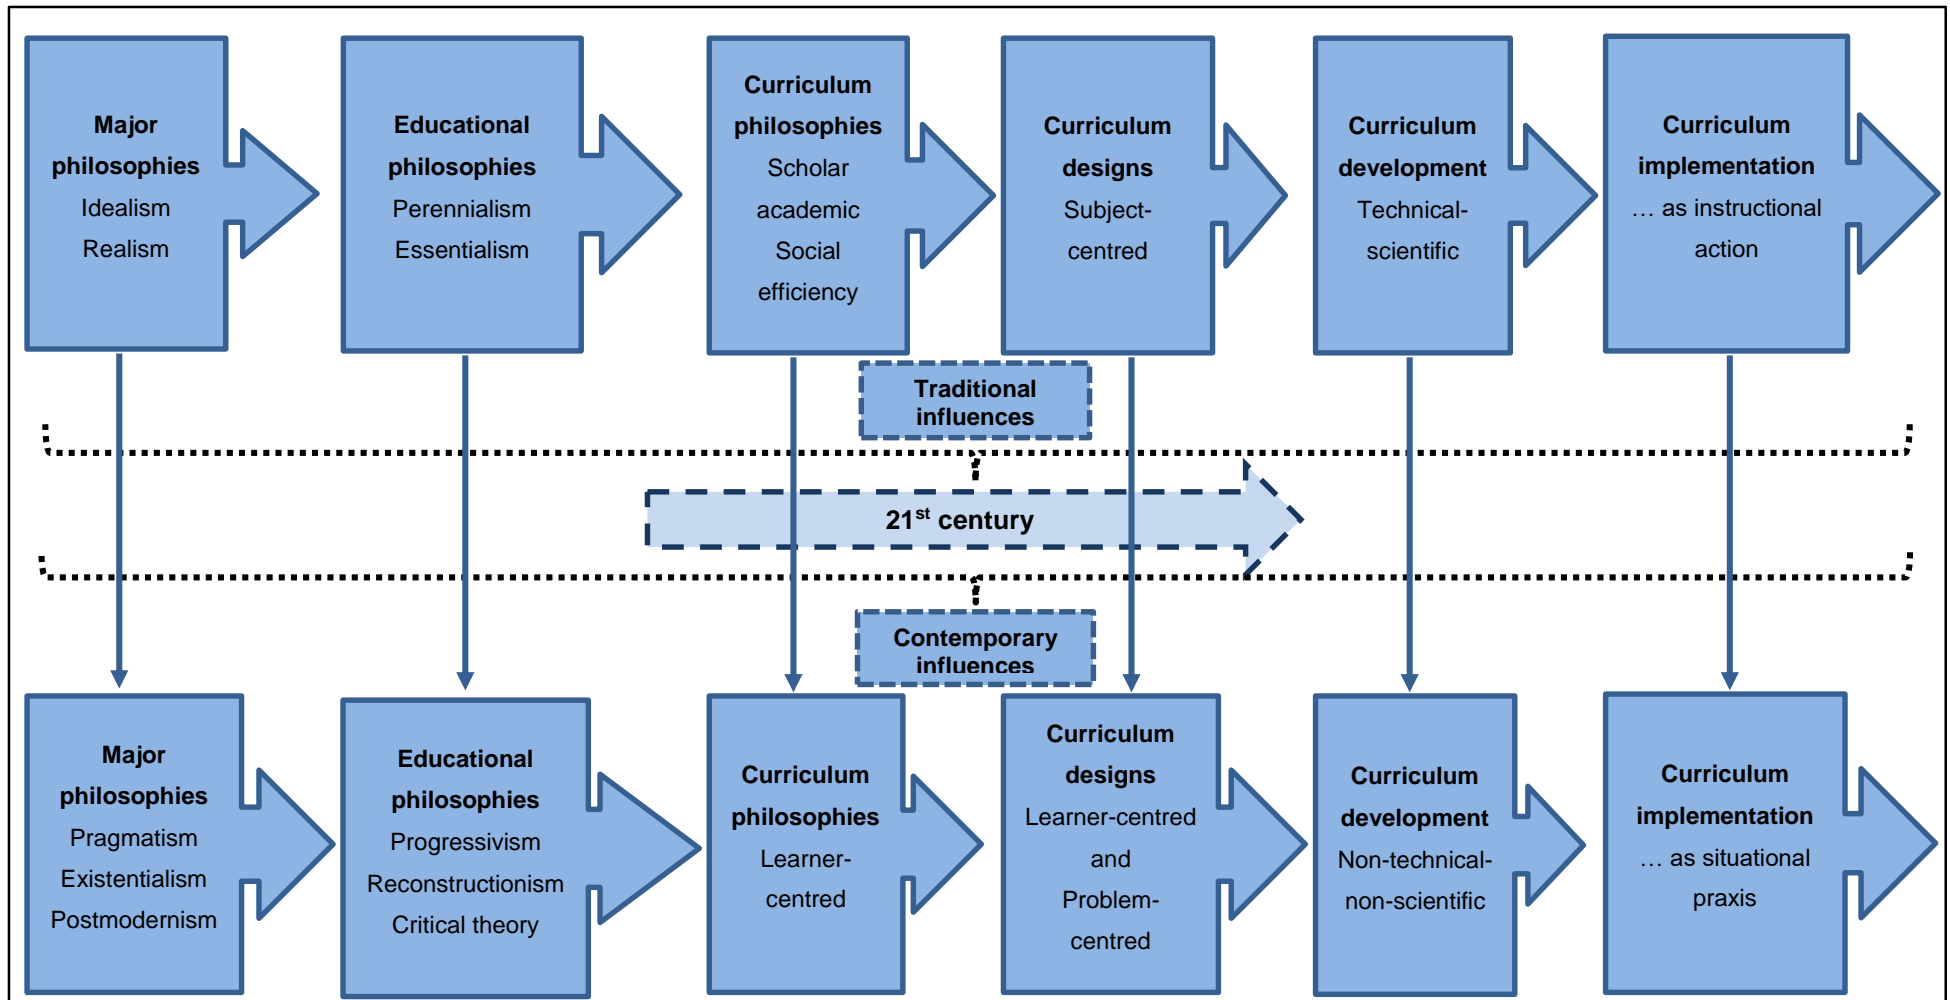 Major
philosophies
Idealism
Realism
Educational
philosophies
Perennialism
Essentialism
Curriculum
philosophies
Scholar
academic
Social
efficiency
Curriculum
designs
Subject-
centred
Curriculum
development
Technical-
scientific
Curriculum
implementation
… as instructional
action
Traditional
influences
21st century
Contemporary
influences
Major
philosophies
Pragmatism
Existentialism
Postmodernism
Educational
philosophies
Progressivism
Reconstructionism
Critical theory
Curriculum
philosophies
Learner-
centred
Curriculum
designs
Learner-centred
and
Problem-
centred
Curriculum
development
Non-technical-
non-scientific
Curriculum
implementation
… as situational
praxis